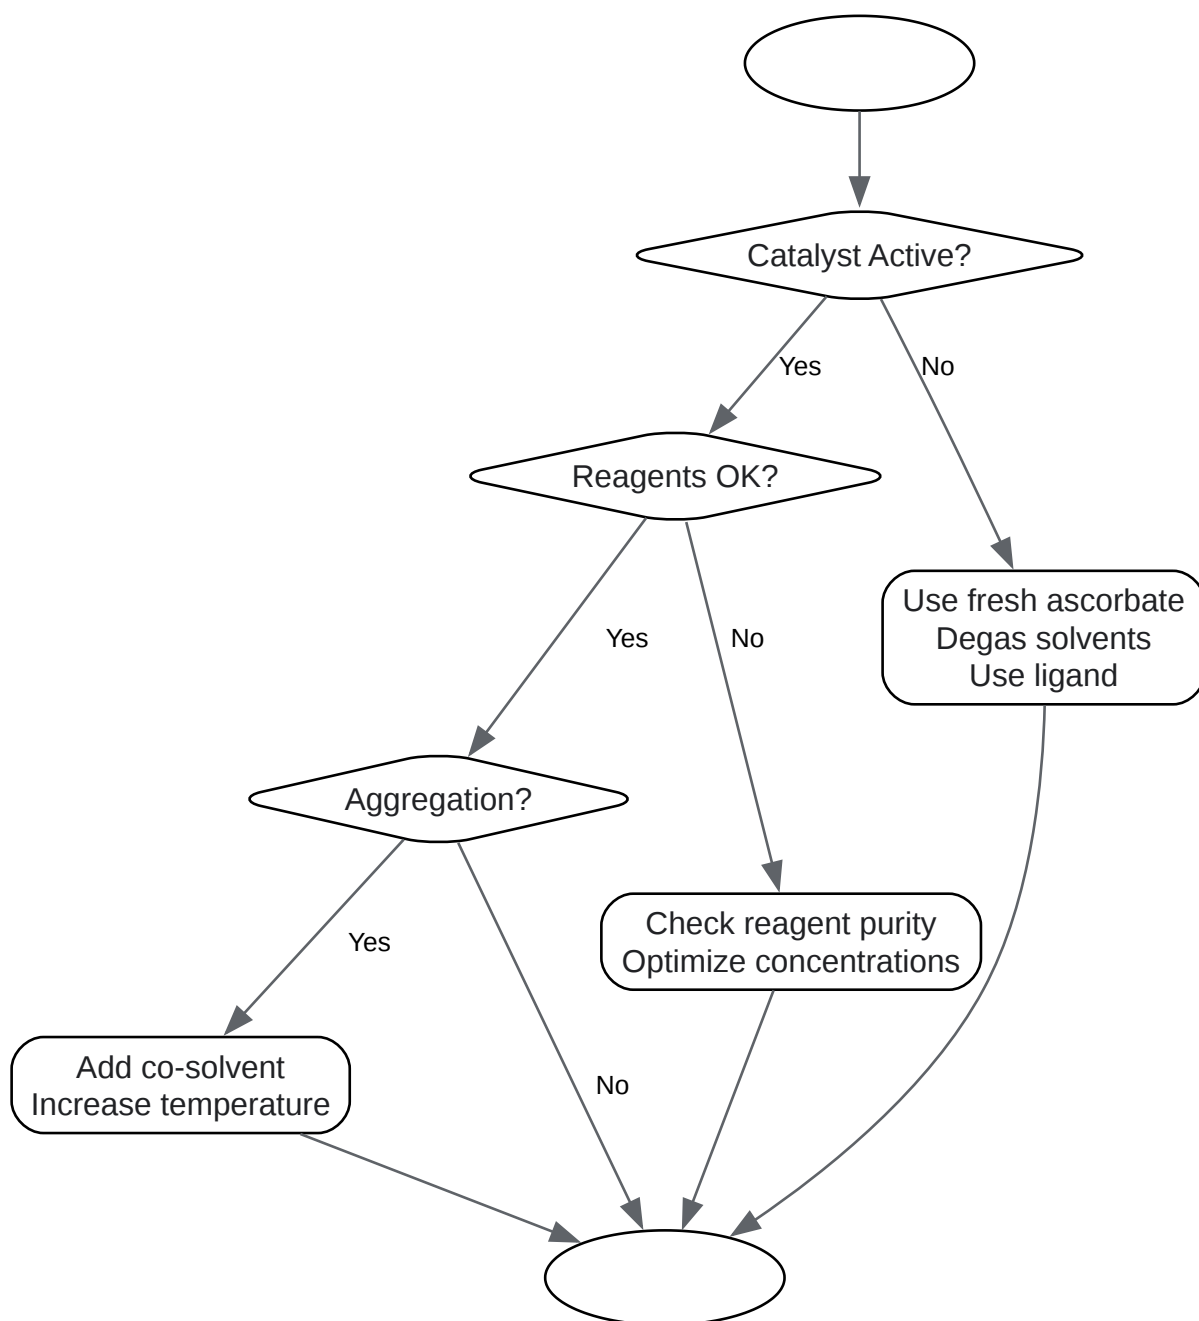 Catalyst Active?
Yes
No
Reagents OK?
Use fresh ascorbate
Degas solvents
Use ligand
Yes
No
Aggregation?
Check reagent purity
Optimize concentrations
Yes
Add co-solvent
Increase temperature
No